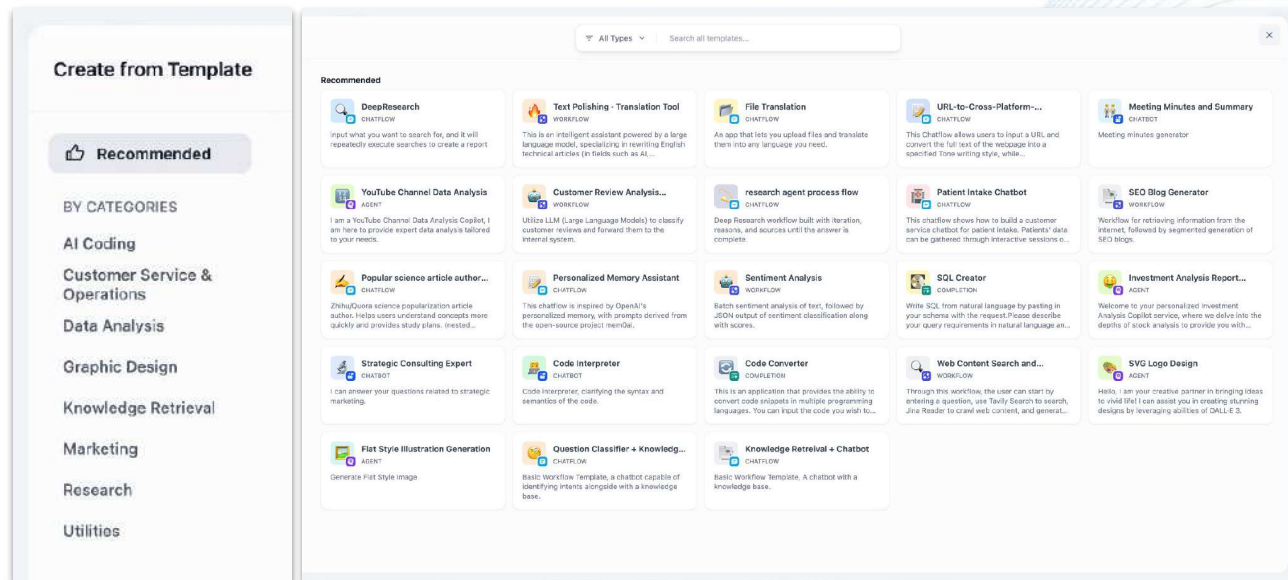 Create from Template
Recommended
BY CATEGORIES
AI Coding
Customer Service &
Operations
Data Analysis
Graphic Design
Knowledge Retrieval
Marketing
Research
Utilities
All Types
Search all templates...
Recommended
DeepResearch
CHATFLOW
Input what you want to search for, and it will
repeatedly execute searches to create a report
Text Polishing · Translation Tool
WORKFLOW
This is an intelligent assistant powered by a large
language model, specializing in rewriting English
technical articles (in fields such as AI,...
File Translation
CHATFLOW
An app that lets you upload files and translate
them into any language you need.
URL-to-Cross-Platform-...
CHATFLOW
This Chatflow allows users to input a URL and
convert the full text of the webpage into a
specified Tone writing style, while...
Meeting Minutes and Summary
CHATBOT
Meeting minutes generator
YouTube Channel Data Analysis
AGENT
I am a YouTube Channel Data Analysis Copilot, I
am here to provide expert data analysis tailored
to your needs.
Customer Review Analysis...
WORKFLOW
Utilize LLM (Large Language Models) to classify
customer reviews and forward them to the
internal system.
research agent process flow
CHATFLOW
Deep Research workflow built with iteration,
reasons, and sources until the answer is
complete.
Patient Intake Chatbot
CHATFLOW
This chatflow shows how to build a customer
service chatbot for patient intake. Patients' data
can be gathered through interactive sessions o...
SEO Blog Generator
WORKFLOW
Workflow for retrieving information from the
internet, followed by segmented generation of
SEO blogs.
Popular science article author...
CHATFLOW
Zhihu/Quora science popularization article
author. Helps users understand concepts more
quickly and provides study plans. (nested...
Personalized Memory Assistant
CHATFLOW
This chatflow is inspired by OpenAI's
personalized memory, with prompts derived from
the open-source project mem0ai.
Sentiment Analysis
WORKFLOW
Batch sentiment analysis of text, followed by
JSON output of sentiment classification along
with scores.
SQL Creator
COMPLETION
Write SQL from natural language by pasting in
your schema with the request.Please describe
your query requirements in natural language an...
Investment Analysis Report...
AGENT
Welcome to your personalized Investment
Analysis Copilot service, where we delve into the
depths of stock analysis to provide you with...
Strategic Consulting Expert
CHATBOT
I can answer your questions related to strategic
marketing.
Code Interpreter
CHATBOT
Code interpreter, clarifying the syntax and
semantics of the code.
Code Converter
COMPLETION
This is an application that provides the ability to
convert code snippets in multiple programming
languages. You can input the code you wish to...
Web Content Search and...
WORKFLOW
Through this workflow, the user can start by
entering a question, use Tavily Search to search,
Jina Reader to crawl web content, and generat...
SVG Logo Design
AGENT
Hello, I am your creative partner in bringing ideas
to vivid life! I can assist you in creating stunning
designs by leveraging abilities of DALL·E 3.
Flat Style Illustration Generation
AGENT
Generate Flat Style Image
Question Classifier + Knowledg...
CHATFLOW
Basic Workflow Template, a chatbot capable of
identifying intents alongside with a knowledge
base.
Knowledge Retreival + Chatbot
CHATFLOW
Basic Workflow Template, A chatbot with a
knowledge base.